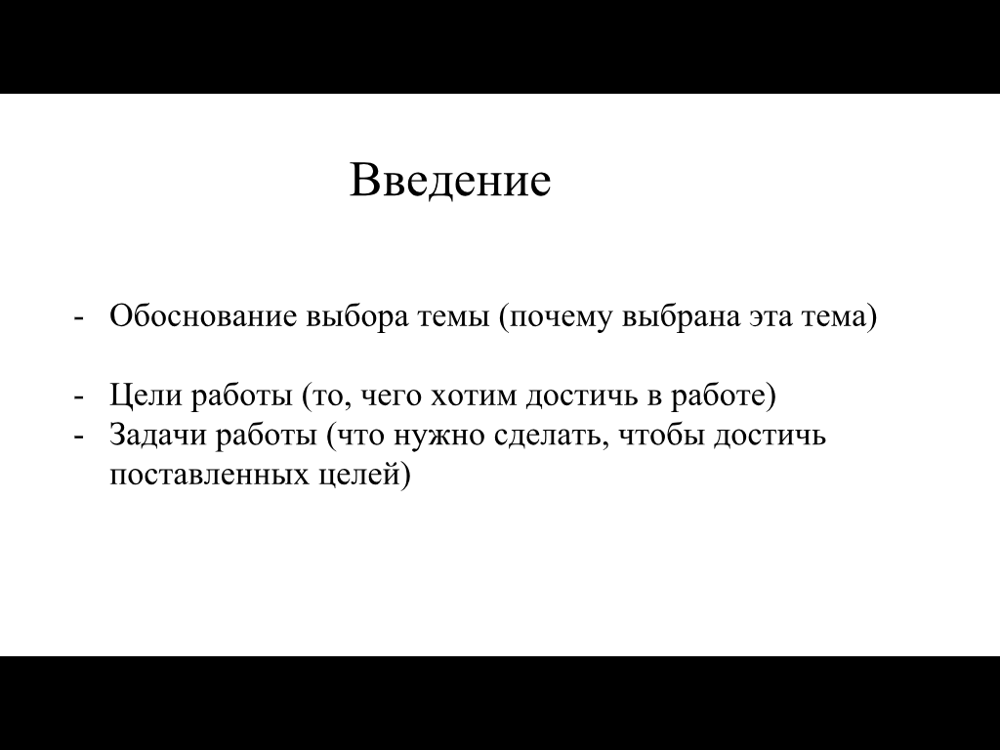 Введение
- Обоснование выбора темы (почему выбрана эта тема)
- Цели работы (то, чего хотим достичь в работе)
- Задачи работы (что нужно сделать, чтобы достичь
поставленных целей)